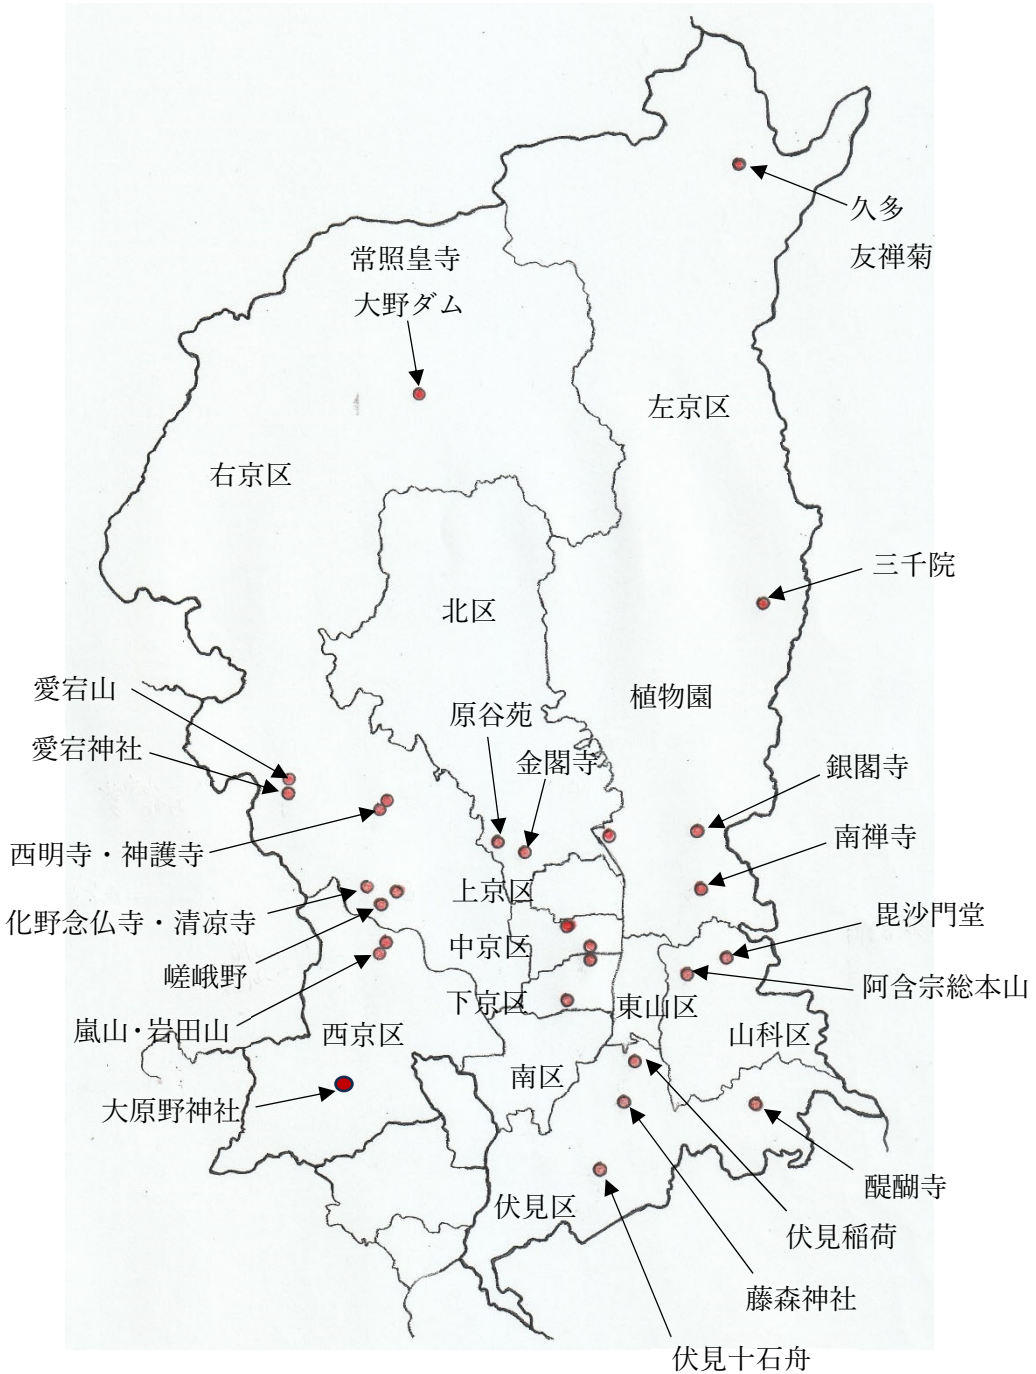 久多
友禅菊
常照皇寺
大野ダム
左京区
右京区
三千院
北区
愛宕山
植物園
原谷苑
愛宕神社
金閣寺
銀閣寺
南禅寺
西明寺・神護寺
上京区
化野念仏寺・清凉寺
毘沙門堂
中京区
嵯峨野
阿含宗総本山
下京区
東山区
嵐山・岩田山
西京区
山科区
南区
大原野神社
醍醐寺
伏見区
伏見稲荷
藤森神社
伏見十石舟